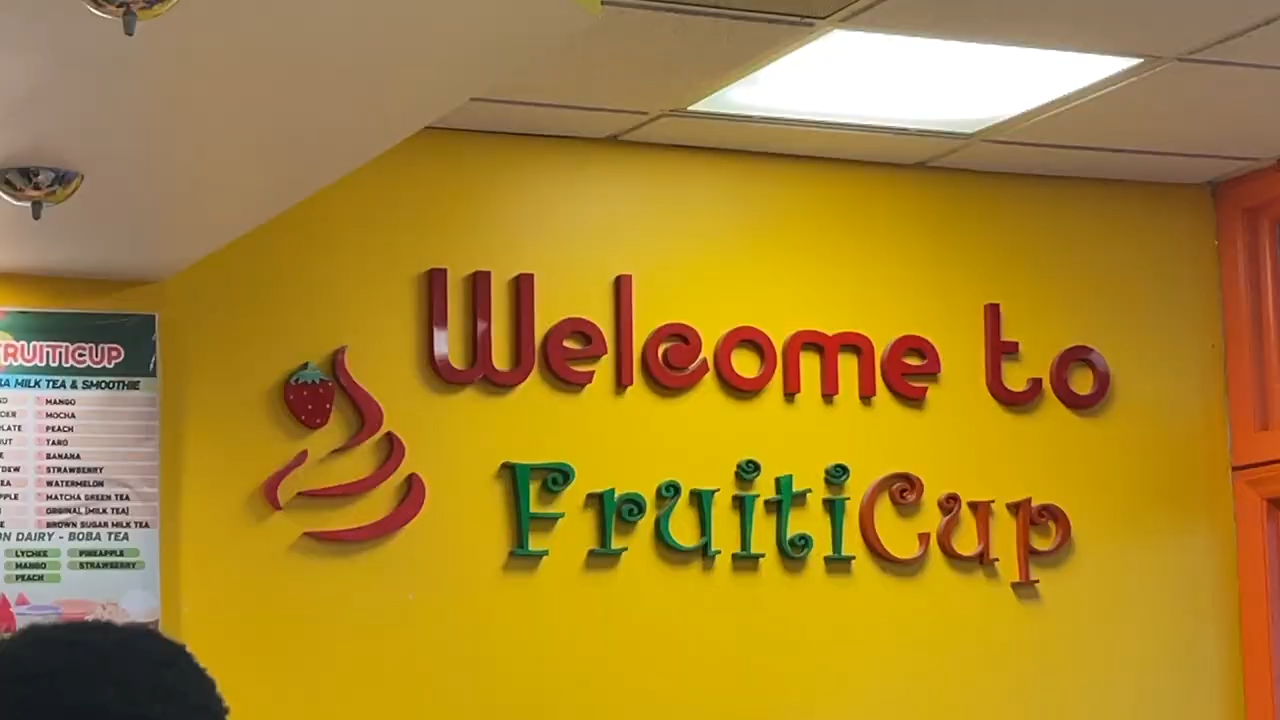 Welcome to
FruitiCup
FRUITICUP
MILK TEA & SMOOTHIE
MANGO
MOCHA
PEACH
TARO
BANANA
STRAWBERRY
WATERMELON
MATCHA GREEN TEA
ORGINAL [MILK TEA]
BROWN SUGAR MILK TEA
DAIRY - BOBA TEA
LYCHEE PINEAPPLE
MANGO STRAWBERRY
PEACH